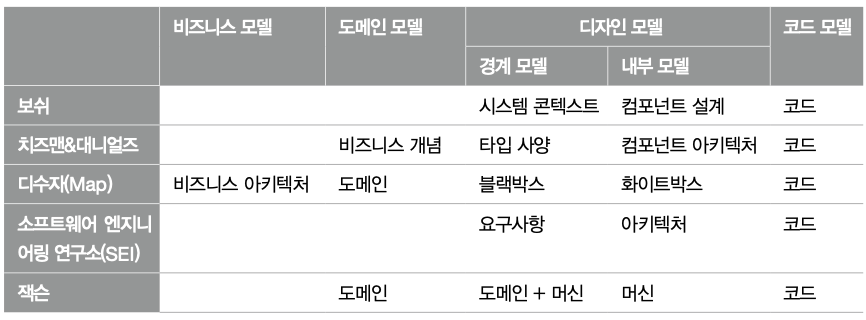 비즈니스 모델 도메인 모델 디자인 모델 코드 모델
경계 모델 내부 모델
보쉬 시스템 콘텍스트 컴포넌트 설계 코드
치즈맨&대니얼즈 비즈니스 개념 타입 사양 컴포넌트 아키텍처 코드
디수자(Map) 비즈니스 아키텍처 도메인 블랙박스 화이트박스 코드
소프트웨어 엔지니 요구사항 아키텍처 코드
어링 연구소(SEI)
잭슨 도메인 도메인 + 머신 머신 코드